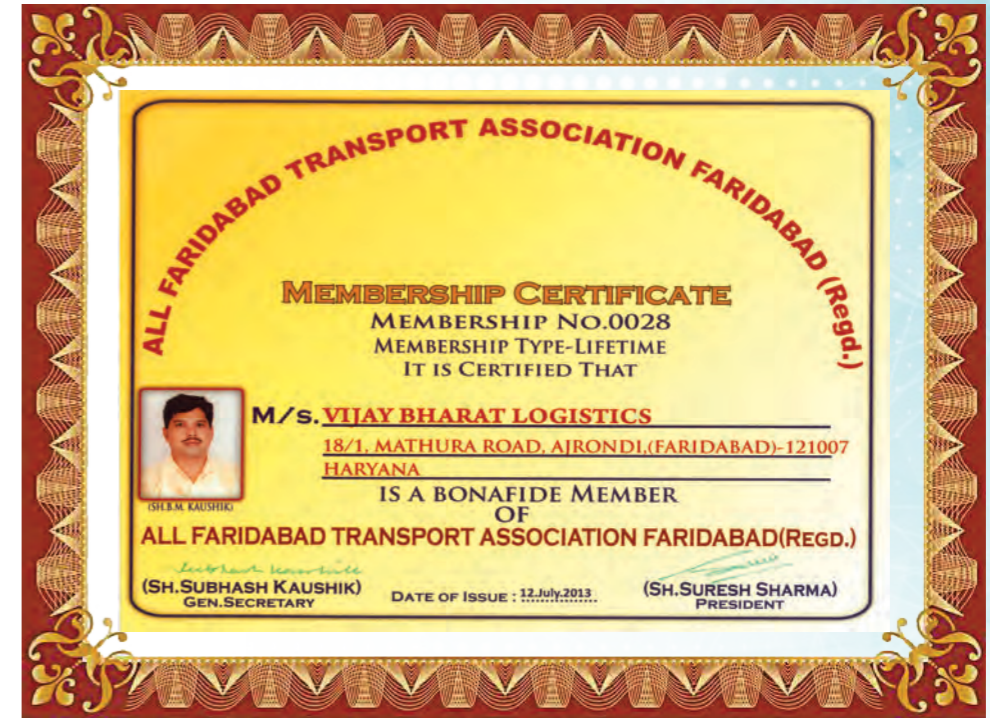 ALL FARIDABAD TRANSPORT ASSOCIATION FARIDABAD (Regd.)
MEMBERSHIP CERTIFICATE
MEMBERSHIP NO.0028
MEMBERSHIP TYPE-LIFETIME
IT IS CERTIFIED THAT
M/s. VIJAY BHARAT LOGISTICS
18/1, MATHURA ROAD, AJRONDI,(FARIDABAD)-121007
HARYANA
(SH.B.M. KAUSHIK)
IS A BONAFIDE MEMBER
OF
ALL FARIDABAD TRANSPORT ASSOCIATION FARIDABAD(REGD.)
Subhash Kaushik
(SH.SUBHASH KAUSHIK)
GEN.SECRETARY
DATE OF ISSUE : 12.July.2013
(SH.SURESH SHARMA)
PRESIDENT